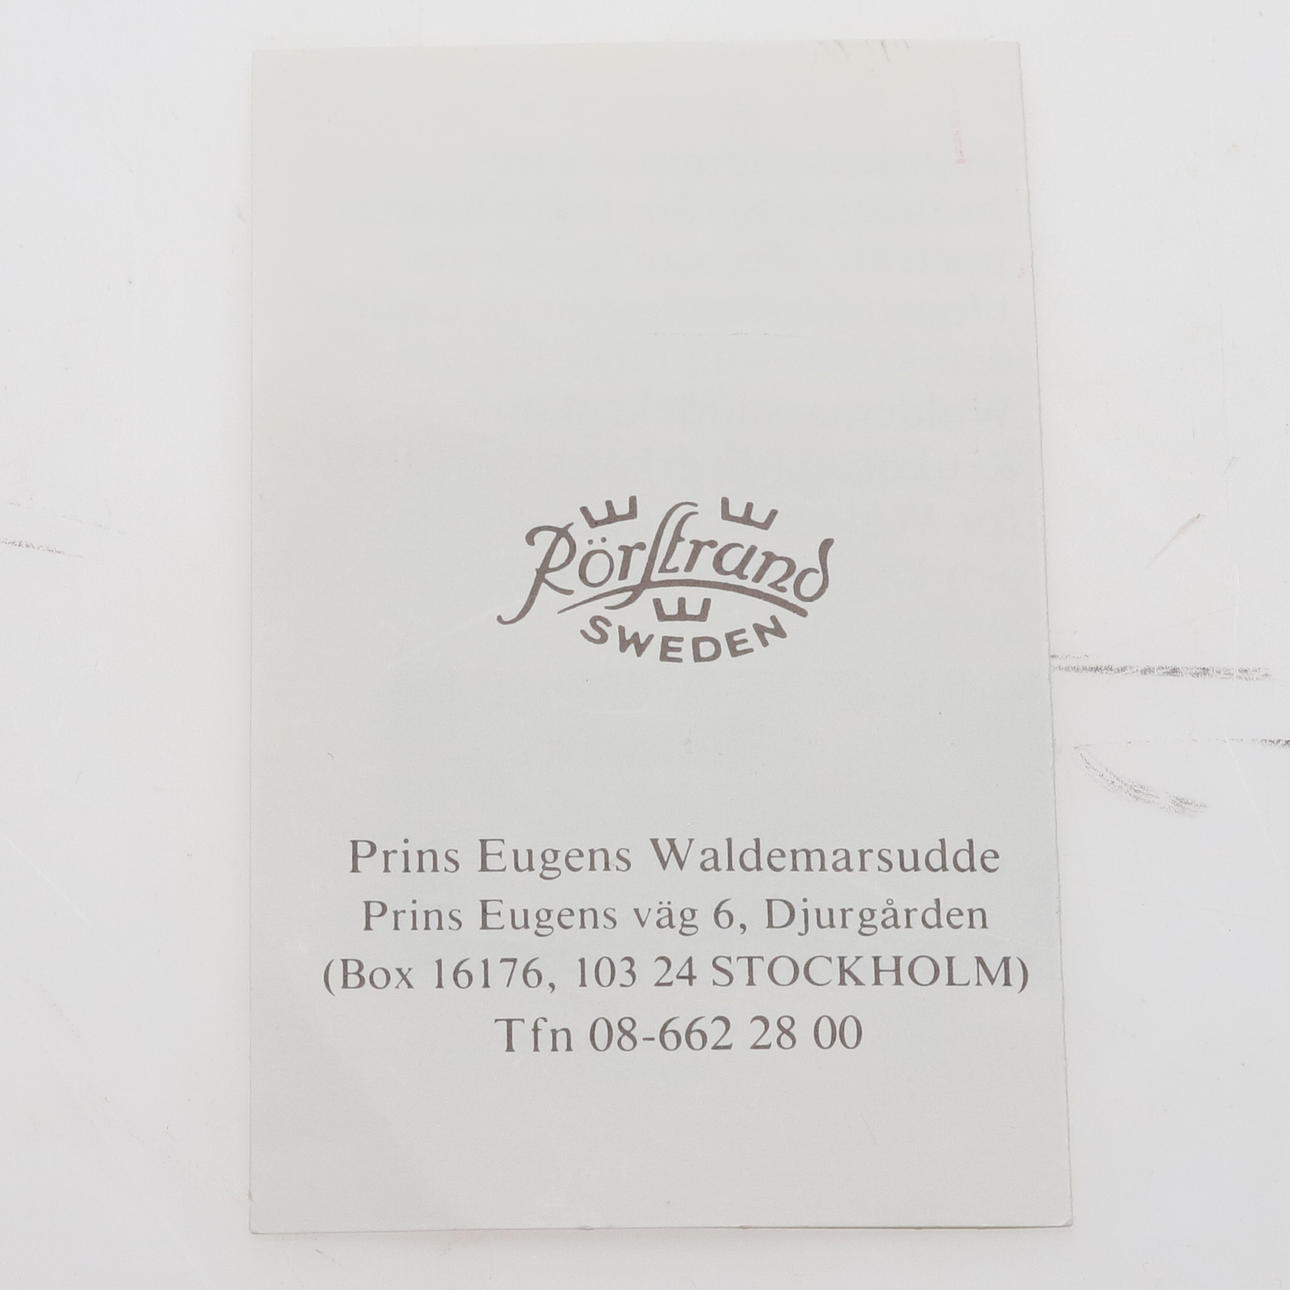 Rörstrand
SWEDEN
Prins Eugens Waldemarsudde
Prins Eugens väg 6, Djurgården
(Box 16176, 103 24 STOCKHOLM)
Tfn 08-662 28 00